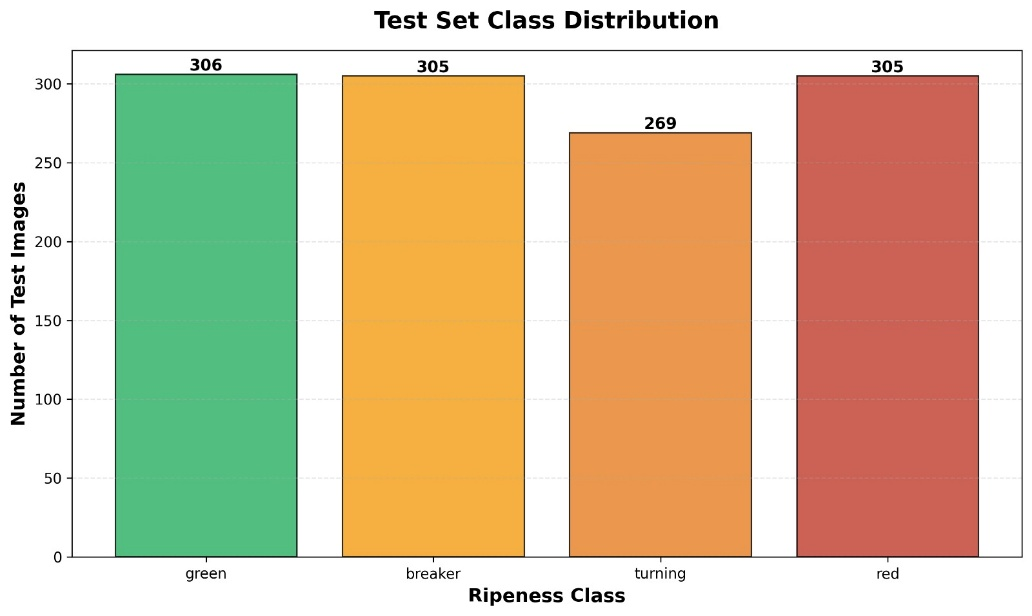 Test Set Class Distribution
Number of Test Images
300
250
200
150
100
50
0
306
305
269
305
green
breaker
turning
red
Ripeness Class